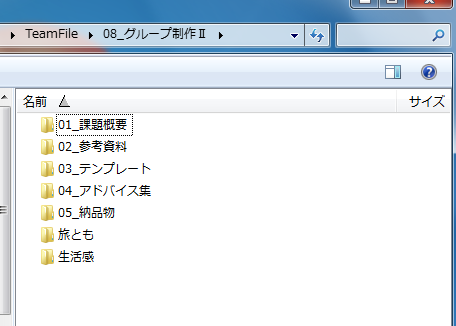 TeamFile ▸ 08_グループ制作Ⅱ ▸
名前 サイズ
01_課題概要
02_参考資料
03_テンプレート
04_アドバイス集
05_納品物
旅とも
生活感